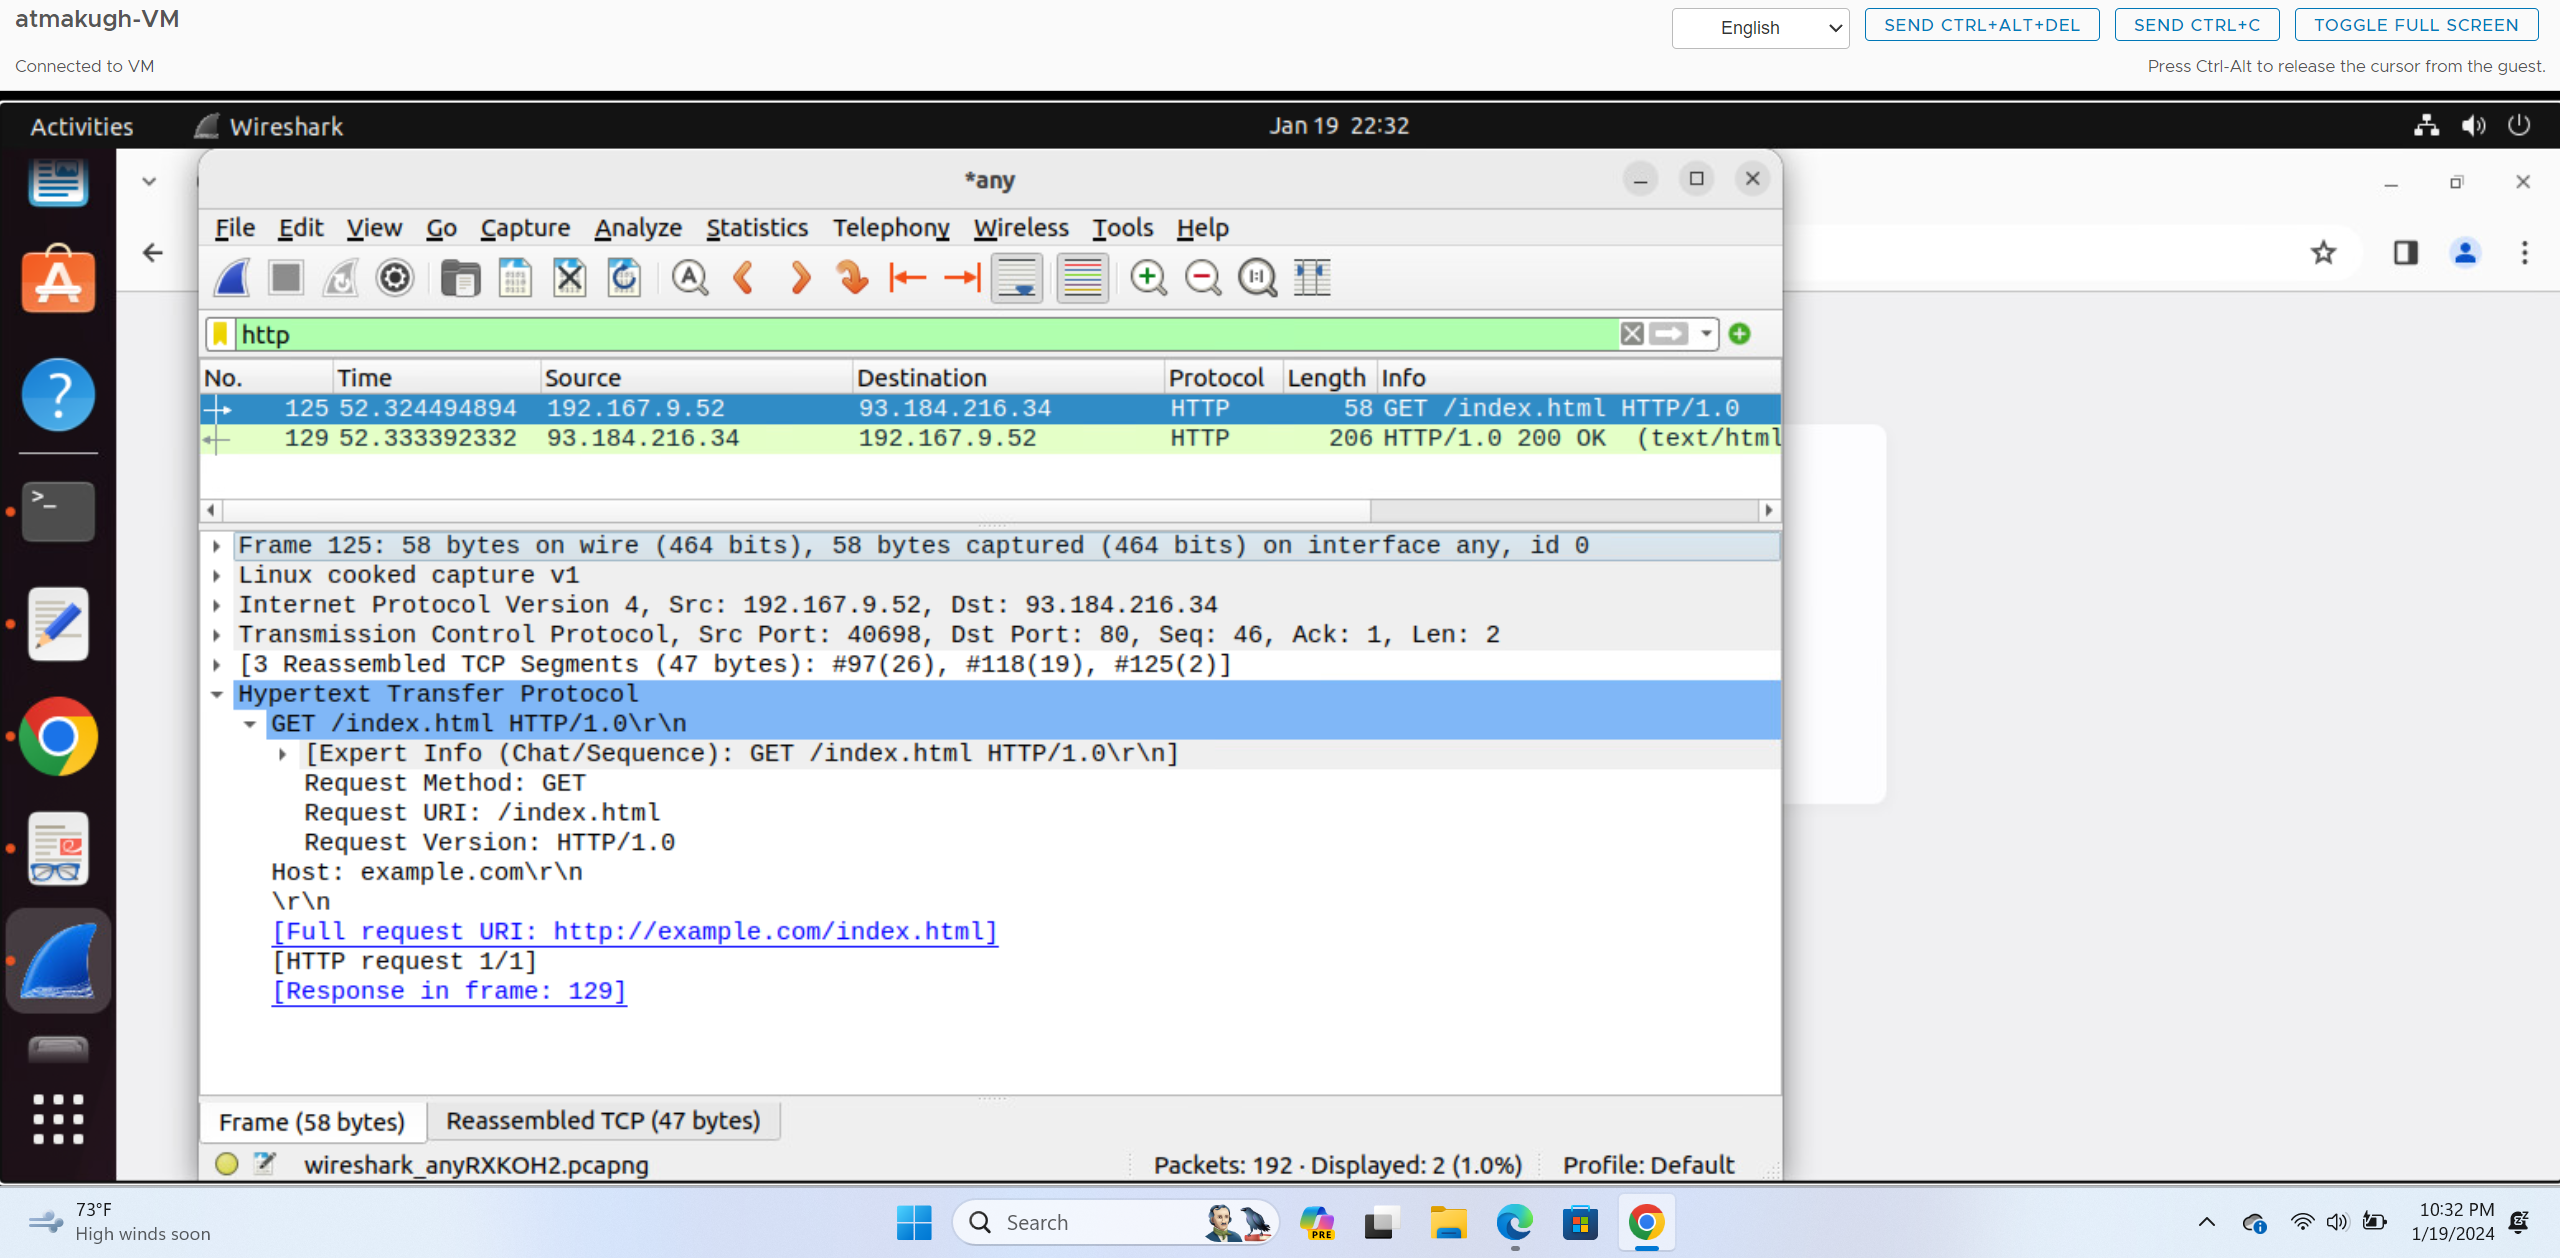 atmakugh-VM
English
SEND CTRL+ALT+DEL
SEND CTRL+C
TOGGLE FULL SCREEN
Connected to VM
Press Ctrl-Alt to release the cursor from the guest.
Activities
Wireshark
Jan 19 22:32
*any
File Edit View Go Capture Analyze Statistics Telephony Wireless Tools Help
http
No. Time Source Destination Protocol Length Info
125 52.324494894 192.167.9.52 93.184.216.34 HTTP 58 GET /index.html HTTP/1.0
129 52.333392332 93.184.216.34 192.167.9.52 HTTP 206 HTTP/1.0 200 OK (text/html
Frame 125: 58 bytes on wire (464 bits), 58 bytes captured (464 bits) on interface any, id 0
Linux cooked capture v1
Internet Protocol Version 4, Src: 192.167.9.52, Dst: 93.184.216.34
Transmission Control Protocol, Src Port: 40698, Dst Port: 80, Seq: 46, Ack: 1, Len: 2
[3 Reassembled TCP Segments (47 bytes): #97(26), #118(19), #125(2)]
Hypertext Transfer Protocol
GET /index.html HTTP/1.0\r\n
[Expert Info (Chat/Sequence): GET /index.html HTTP/1.0\r\n]
Request Method: GET
Request URI: /index.html
Request Version: HTTP/1.0
Host: example.com\r\n
\r\n
[Full request URI: http://example.com/index.html]
[HTTP request 1/1]
[Response in frame: 129]
Frame (58 bytes)
Reassembled TCP (47 bytes)
wireshark_anyRXKOH2.pcapng
Packets: 192 · Displayed: 2 (1.0%)
Profile: Default
73°F
High winds soon
Search
PRE
10:32 PM
1/19/2024